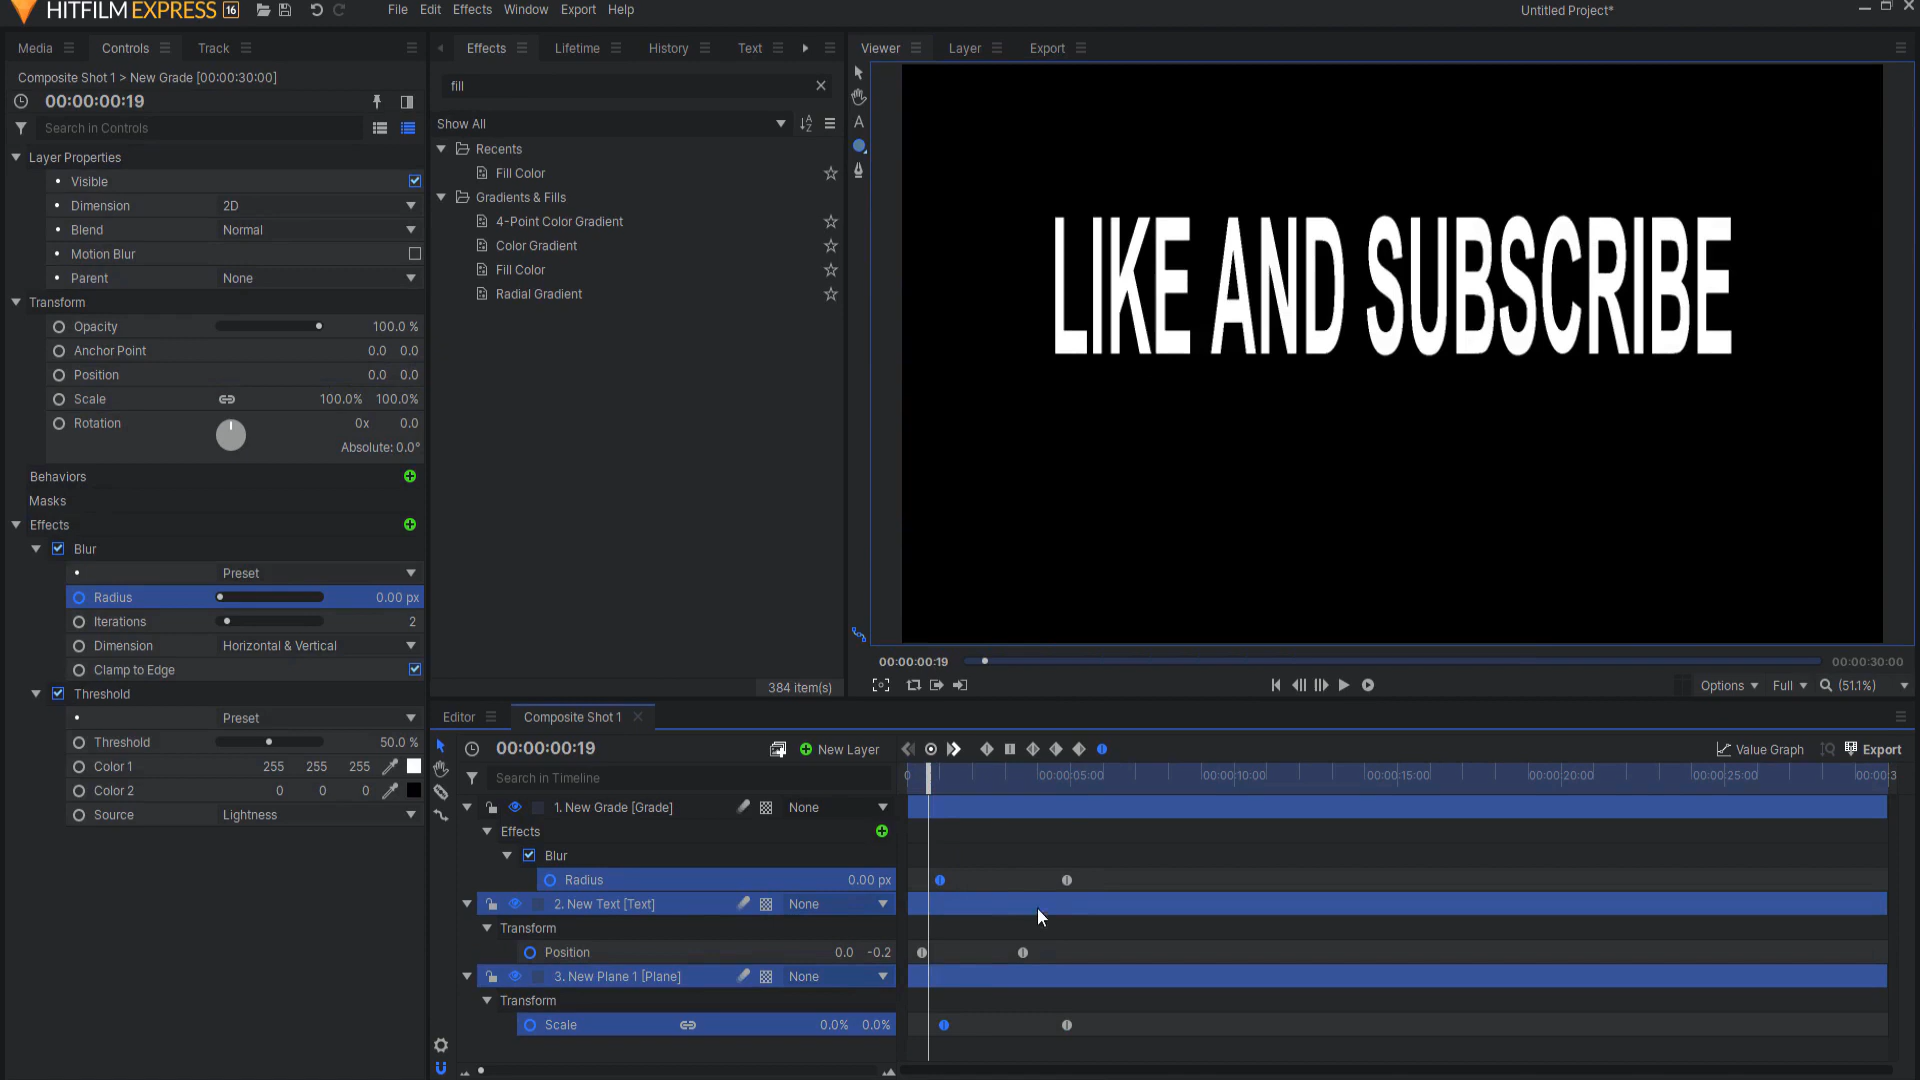 HITFILM EXPRESS 16
File Edit Effects Window Export Help
Untitled Project*
Media Controls Track
Composite Shot 1 > New Grade [00:00:30:00]
00:00:00:19
Search in Controls
Layer Properties
Visible
Dimension 2D
Blend Normal
Motion Blur
Parent None
Transform
Opacity 100.0 %
Anchor Point 0.0 0.0
Position 0.0 0.0
Scale 100.0% 100.0%
Rotation 0x 0.0
Absolute: 0.0°
Behaviors
Masks
Effects
Blur
Preset
Radius 0.00 px
Iterations 2
Dimension Horizontal & Vertical
Clamp to Edge
Threshold
Preset
Threshold 50.0 %
Color 1 255 255 255
Color 2 0 0 0
Source Lightness
Effects Lifetime History Text
fill
Show All
Recents
Fill Color
Gradients & Fills
4-Point Color Gradient
Color Gradient
Fill Color
Radial Gradient
384 item(s)
Viewer Layer Export
LIKE AND SUBSCRIBE
00:00:00:19 00:00:30:00
Options Full (51.1%)
Editor Composite Shot 1
00:00:00:19 New Layer Value Graph Export
Search in Timeline
0 00:00:05:00 00:00:10:00 00:00:15:00 00:00:20:00 00:00:25:00 00:00:3
1. New Grade [Grade] None
Effects
Blur
Radius 0.00 px
2. New Text [Text] None
Transform
Position 0.0 -0.2
3. New Plane 1 [Plane] None
Transform
Scale 0.0% 0.0%